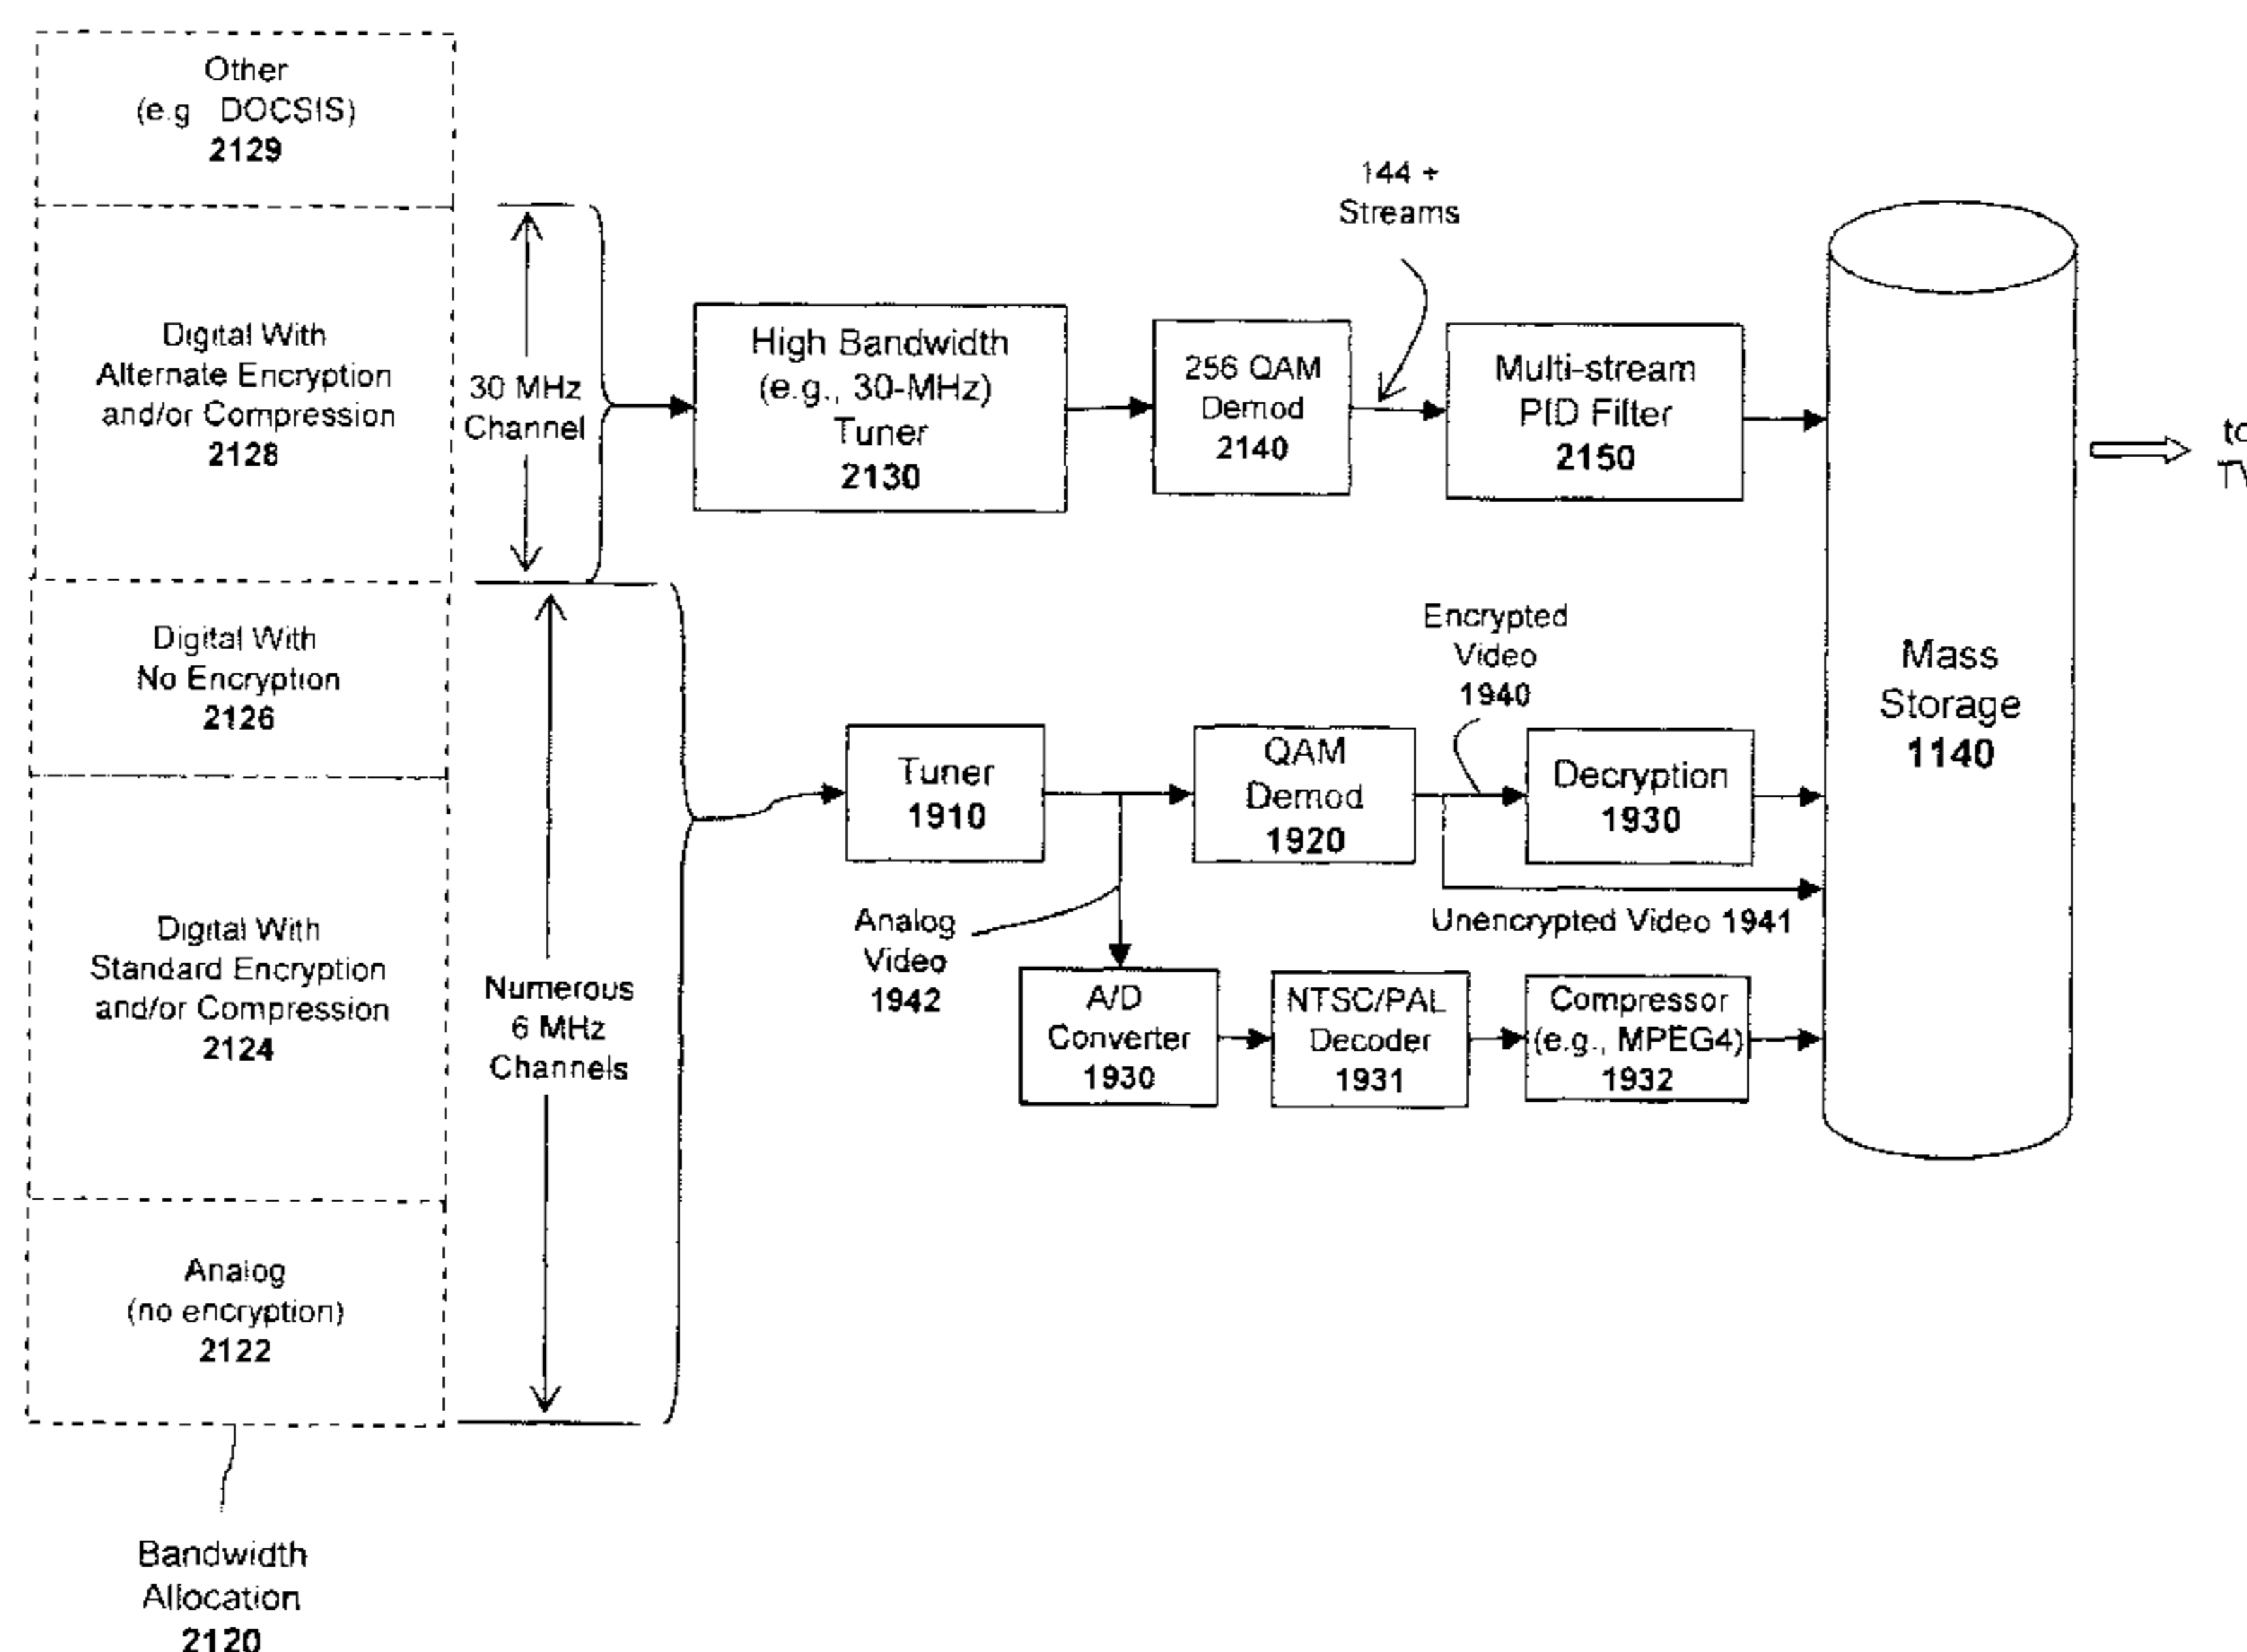 Other
(e.g DOCSIS)
2129
Digital With
Alternate Encryption
and/or Compression
2128
30 MHz
Channel
High Bandwidth
(e.g., 30-MHz)
Tuner
2130
256 QAM
Demod
2140
144 +
Streams
Multi-stream
PID Filter
2150
Digital With
No Encryption
2126
Digital With
Standard Encryption
and/or Compression
2124
Numerous
6 MHz
Channels
Analog
(no encryption)
2122
Bandwidth
Allocation
2120
Tuner
1910
QAM
Demod
1920
Encrypted
Video
1940
Decryption
1930
Unencrypted Video 1941
Analog
Video
1942
A/D
Converter
1930
NTSC/PAL
Decoder
1931
Compressor
(e.g., MPEG4)
1932
Mass
Storage
1140